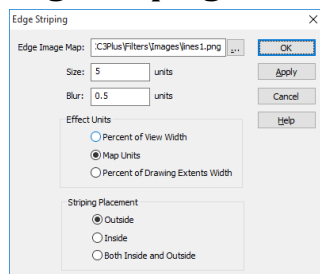 Edge Striping
Edge Image Map: :C3Plus\Filters\Images\lines1.png ... OK
Size: 5 units Apply
Blur: 0.5 units Cancel
Effect Units Help
Percent of View Width
Map Units
Percent of Drawing Extents Width
Striping Placement
Outside
Inside
Both Inside and Outside